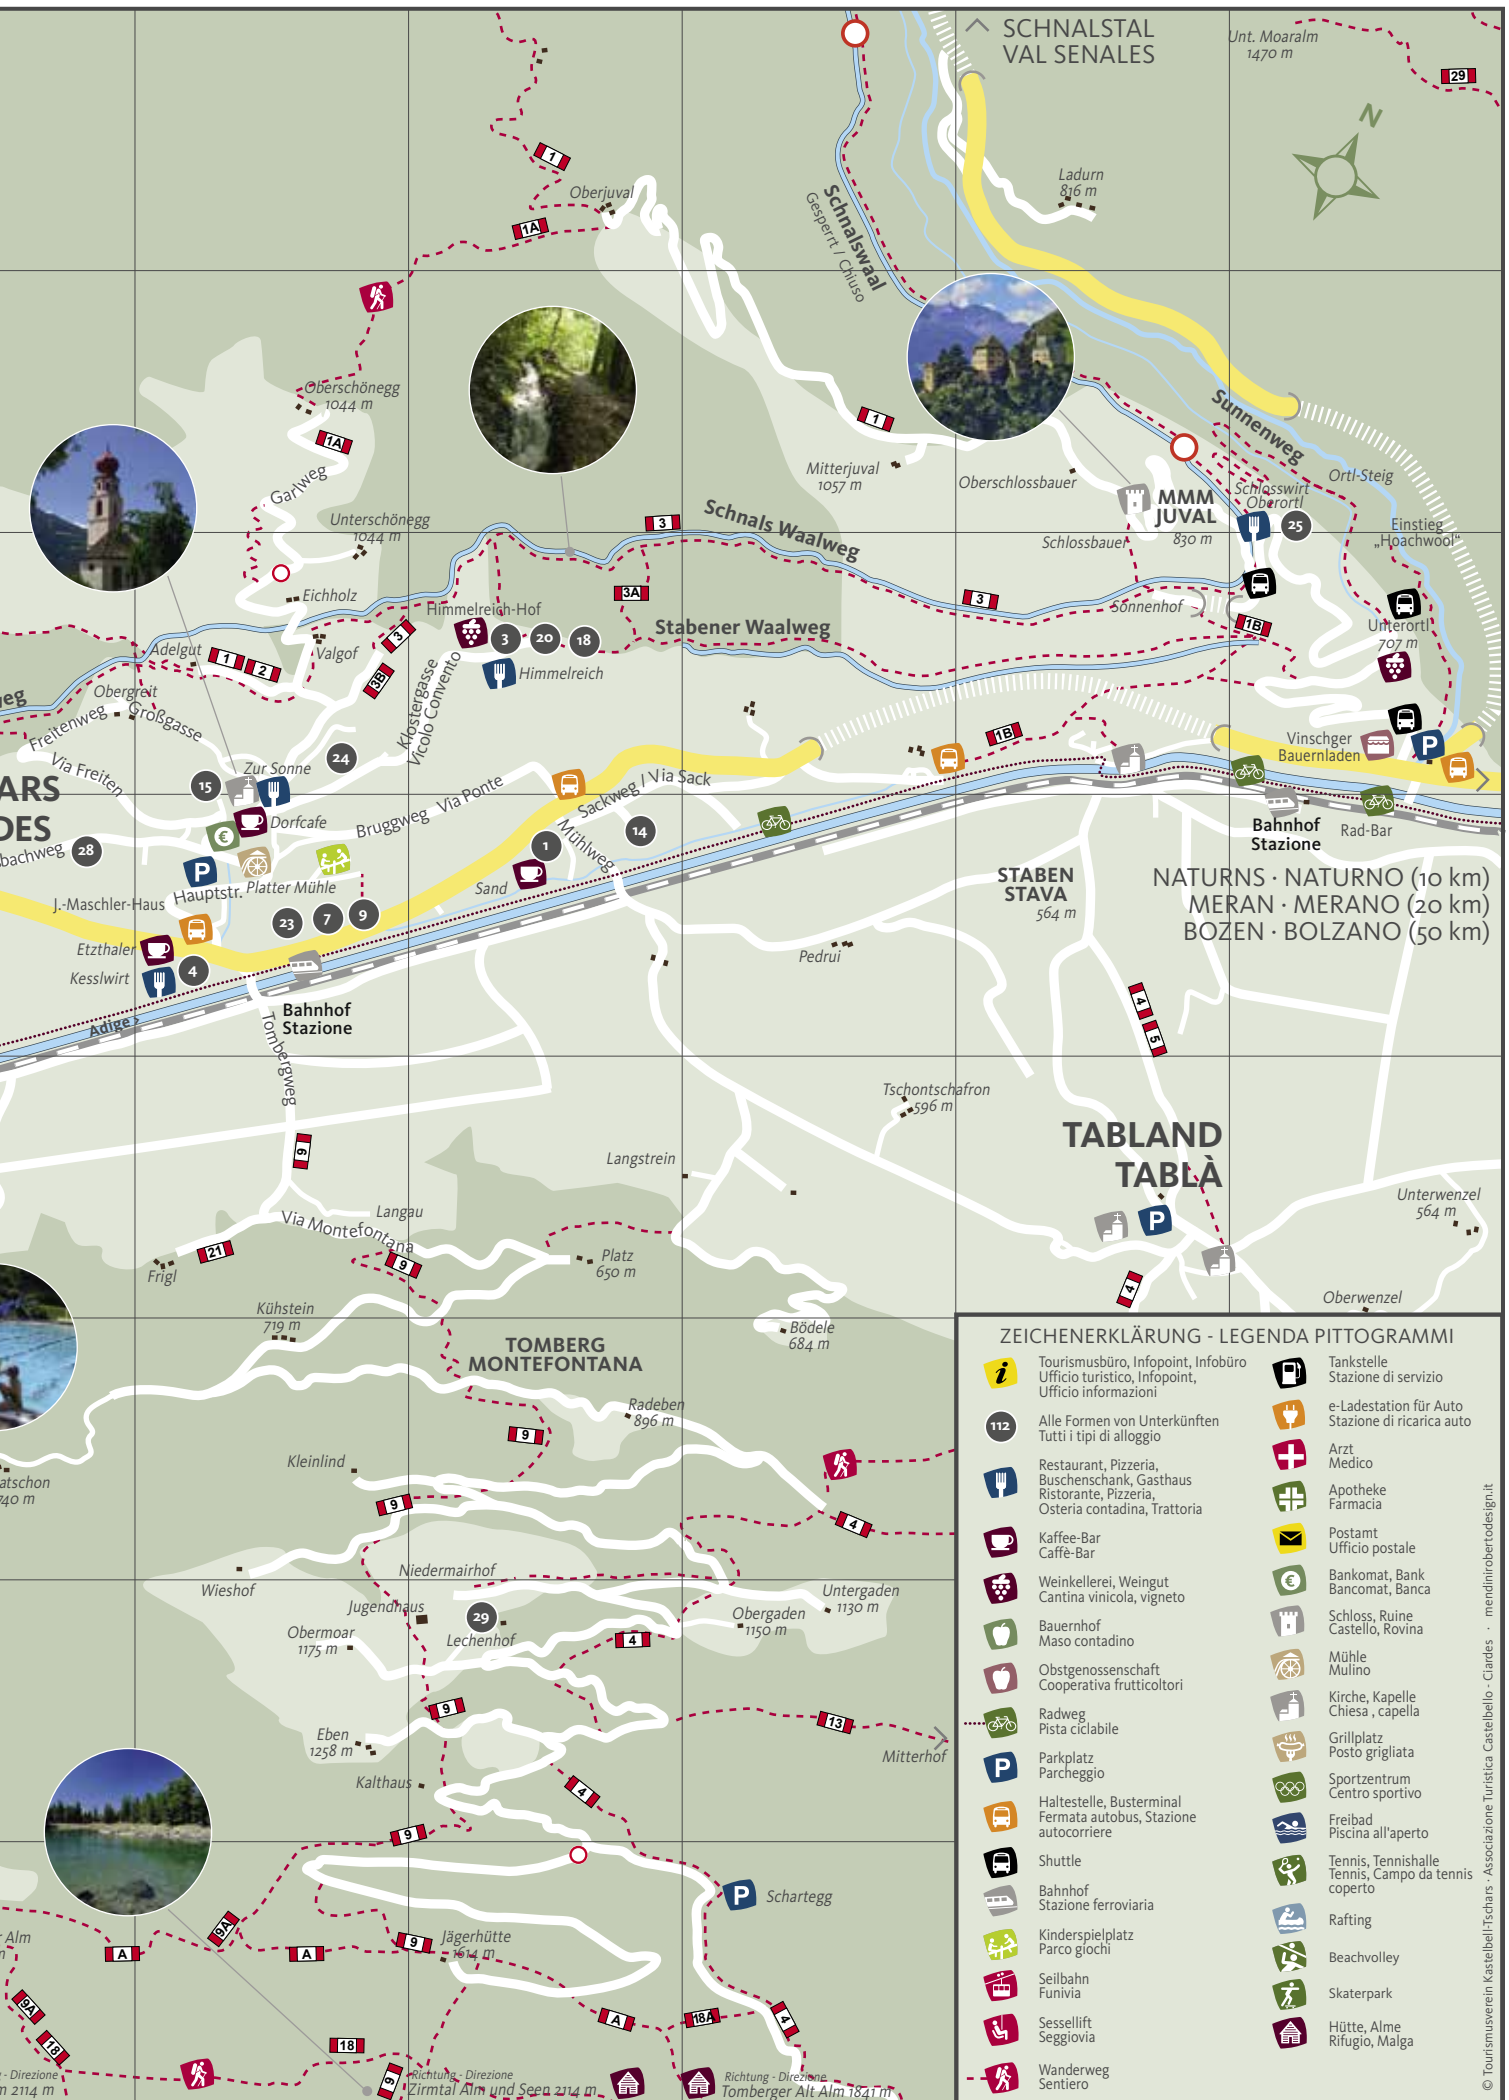 SCHNALSTAL
VAL SENALES
Unt. Moaralm
1470 m
29
N
1
Oberjuval
1A
Ladurn
816 m
Schnalswaal
Gesperrt / Chiuso
Oberschönegg
1044 m
1A
Garlweg
1
Mitterjuval
1057 m
Oberschlossbauer
Sunnenweg
Ortl-Steig
MMM
JUVAL
830 m
Schlosswirt
Oberortl
25
Einstieg
„Hoachwool“
Schlossbauer
Unterschönegg
1044 m
3
Schnals Waalweg
Eichholz
3A
3
Sonnenhof
1B
Himmelreich-Hof
3
20
18
Stabener Waalweg
Unterortl
707 m
Adelgut
1
2
Valgof
3
3B
Himmelreich
Klostergasse
Vicolo Convento
weg
Obergreit
Freitenweg
Großgasse
Via Freiten
24
1B
Vinschger
Bauernladen
P
15
Zur Sonne
Dorfcafe
Bruggweg
Via Ponte
Sackweg / Via Sack
Mühlweg
14
1
Sand
ARS
DES
bachweg
28
€
P
Hauptstr.
Platter Mühle
J.-Maschler-Haus
23
7
9
Etzthaler
Kesslwirt
4
Bahnhof
Stazione
Adige >
Tombergweg
Bahnhof
Stazione
Rad-Bar
STABEN
STAVA
564 m
NATURNS · NATURNO (10 km)
MERAN · MERANO (20 km)
BOZEN · BOLZANO (50 km)
Pedrui
4
5
Tschontschafron
596 m
TABLAND
TABLÀ
P
Langstrein
9
Langau
Via Montefontana
21
Frigl
9
Platz
650 m
Unterwenzel
564 m
4
Oberwenzel
Kühstein
719 m
TOMBERG
MONTEFONTANA
Bödele
684 m
Radeben
896 m
9
Kleinlind
9
4
atschon
740 m
Wieshof
Niedermairhof
Jugendhaus
29
Lechenhof
Obermoar
1175 m
Untergaden
1130 m
Obergaden
1150 m
4
9
13
Mitterhof
Eben
1258 m
Kalthaus
4
9
P
Schartegg
9A
A
A
9
Jägerhütte
1614 m
r Alm
9A
18
A
18A
4
18
9
- Direzione
m 2114 m
Richtung - Direzione
Zirmtal Alm und Seen 2114 m
Richtung - Direzione
Tomberger Alt Alm 1841 m
ZEICHENERKLÄRUNG - LEGENDA PITTOGRAMMI
i
Tourismusbüro, Infopoint, Infobüro
Ufficio turistico, Infopoint,
Ufficio informazioni
112
Alle Formen von Unterkünften
Tutti i tipi di alloggio
Restaurant, Pizzeria,
Buschenschank, Gasthaus
Ristorante, Pizzeria,
Osteria contadina, Trattoria
Kaffee-Bar
Caffè-Bar
Weinkellerei, Weingut
Cantina vinicola, vigneto
Bauernhof
Maso contadino
Obstgenossenschaft
Cooperativa frutticoltori
Radweg
Pista ciclabile
P
Parkplatz
Parcheggio
Haltestelle, Busterminal
Fermata autobus, Stazione
autocorriere
Shuttle
Bahnhof
Stazione ferroviaria
Kinderspielplatz
Parco giochi
Seilbahn
Funivia
Sessellift
Seggiovia
Wanderweg
Sentiero
Tankstelle
Stazione di servizio
e-Ladestation für Auto
Stazione di ricarica auto
Arzt
Medico
Apotheke
Farmacia
Postamt
Ufficio postale
€
Bankomat, Bank
Bancomat, Banca
Schloss, Ruine
Castello, Rovina
Mühle
Mulino
Kirche, Kapelle
Chiesa , capella
Grillplatz
Posto grigliata
Sportzentrum
Centro sportivo
Freibad
Piscina all'aperto
Tennis, Tennishalle
Tennis, Campo da tennis
coperto
Rafting
Beachvolley
Skaterpark
Hütte, Alme
Rifugio, Malga
© Tourismusverein Kastelbell-Tschars · Associazione Turistica Castelbello - Ciardes · mendinirobertodesign.it